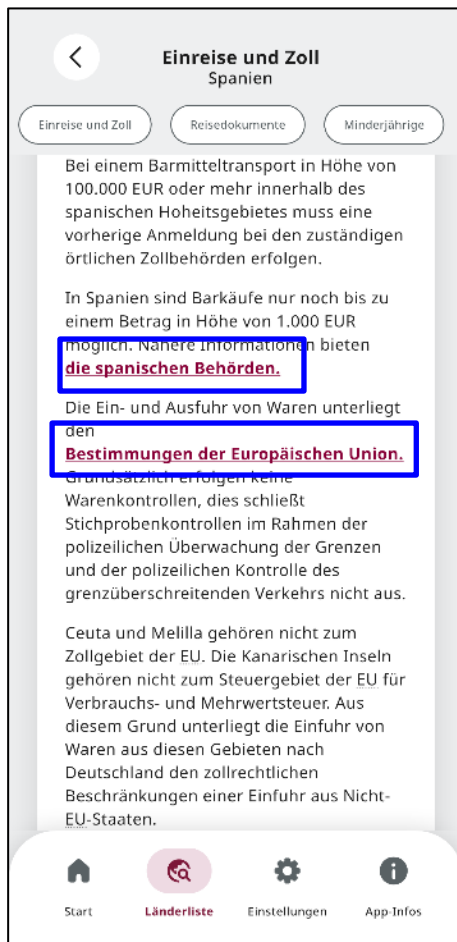 Einreise und Zoll
Spanien
Einreise und Zoll
Reisedokumente
Minderjährige
Bei einem Barmitteltransport in Höhe von
100.000 EUR oder mehr innerhalb des
spanischen Hoheitsgebietes muss eine
vorherige Anmeldung bei den zuständigen
örtlichen Zollbehörden erfolgen.
In Spanien sind Barkäufe nur noch bis zu
einem Betrag in Höhe von 1.000 EUR
möglich. Nähere Informationen bieten
die spanischen Behörden.
Die Ein- und Ausfuhr von Waren unterliegt
den
Bestimmungen der Europäischen Union.
Grundsätzlich erfolgen keine
Warenkontrollen, dies schließt
Stichprobenkontrollen im Rahmen der
polizeilichen Überwachung der Grenzen
und der polizeilichen Kontrolle des
grenzüberschreitenden Verkehrs nicht aus.
Ceuta und Melilla gehören nicht zum
Zollgebiet der EU. Die Kanarischen Inseln
gehören nicht zum Steuergebiet der EU für
Verbrauchs- und Mehrwertsteuer. Aus
diesem Grund unterliegt die Einfuhr von
Waren aus diesen Gebieten nach
Deutschland den zollrechtlichen
Beschränkungen einer Einfuhr aus Nicht-
EU-Staaten.
Start
Länderliste
Einstellungen
App-Infos